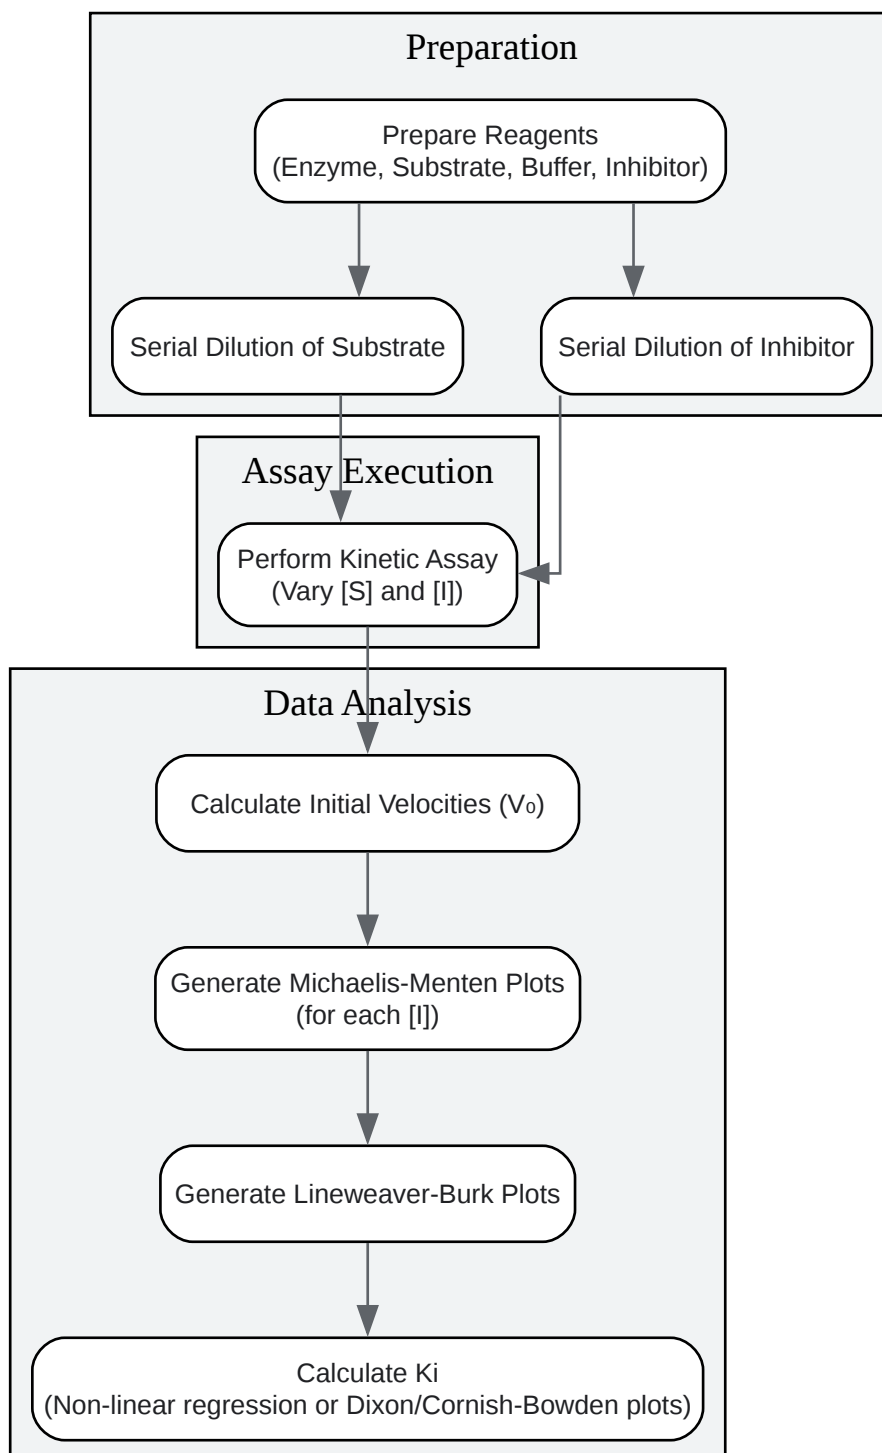 Preparation
Prepare Reagents
(Enzyme, Substrate, Buffer, Inhibitor)
Serial Dilution of Substrate
Serial Dilution of Inhibitor
Assay Execution
Perform Kinetic Assay
(Vary [S] and [I])
Data Analysis
Calculate Initial Velocities (V₀)
Generate Michaelis-Menten Plots
(for each [I])
Generate Lineweaver-Burk Plots
Calculate Ki
(Non-linear regression or Dixon/Cornish-Bowden plots)